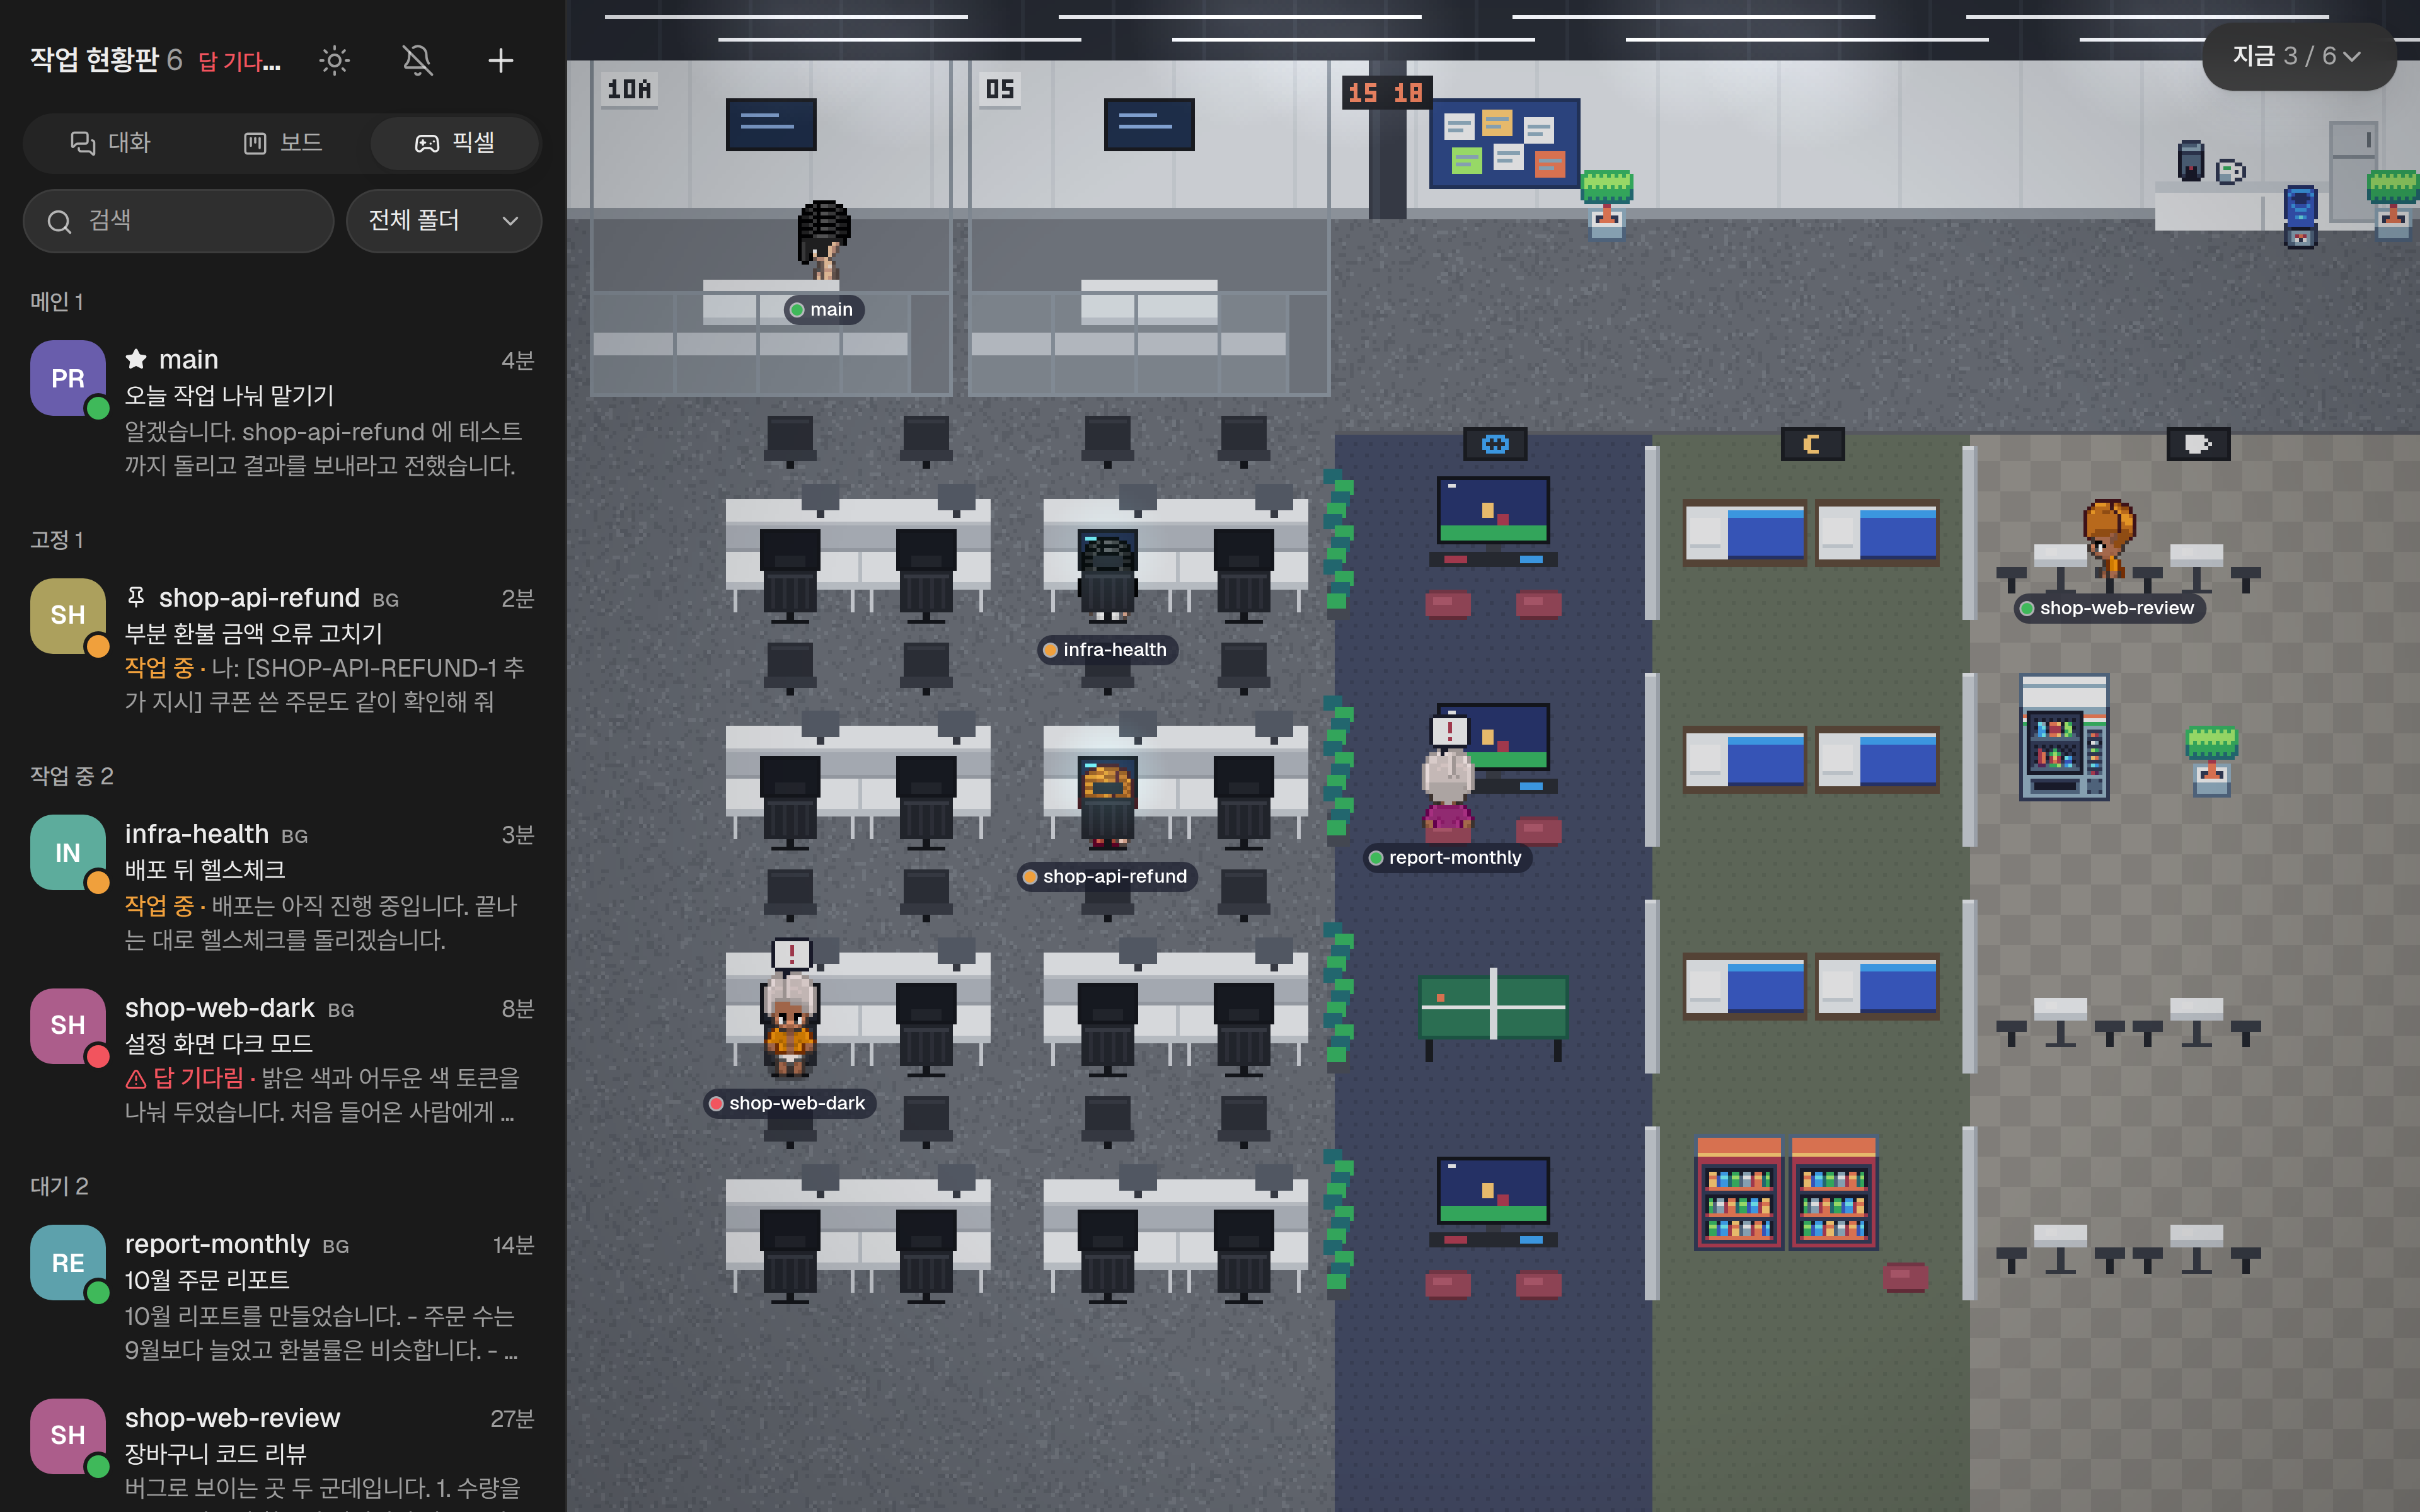 작업 현황판 6 답 기다...
대화
보드
픽셀
검색
전체 폴더
메인 1
PR
main
4분
오늘 작업 나눠 맡기기
알겠습니다. shop-api-refund 에 테스트
까지 돌리고 결과를 보내라고 전했습니다.
고정 1
SH
shop-api-refund BG
2분
부분 환불 금액 오류 고치기
작업 중 · 나: [SHOP-API-REFUND-1 추
가 지시] 쿠폰 쓴 주문도 같이 확인해 줘
작업 중 2
IN
infra-health BG
3분
배포 뒤 헬스체크
작업 중 · 배포는 아직 진행 중입니다. 끝나
는 대로 헬스체크를 돌리겠습니다.
SH
shop-web-dark BG
8분
설정 화면 다크 모드
답 기다림 · 밝은 색과 어두운 색 토큰을
나눠 두었습니다. 처음 들어온 사람에게 ...
대기 2
RE
report-monthly BG
14분
10월 주문 리포트
10월 리포트를 만들었습니다. - 주문 수는
9월보다 늘었고 환불률은 비슷합니다. - ...
SH
shop-web-review
27분
장바구니 코드 리뷰
버그로 보이는 곳 두 군데입니다. 1. 수량을
10A
05
15 18
지금 3 / 6
main
infra-health
shop-web-review
!
shop-api-refund
report-monthly
!
shop-web-dark